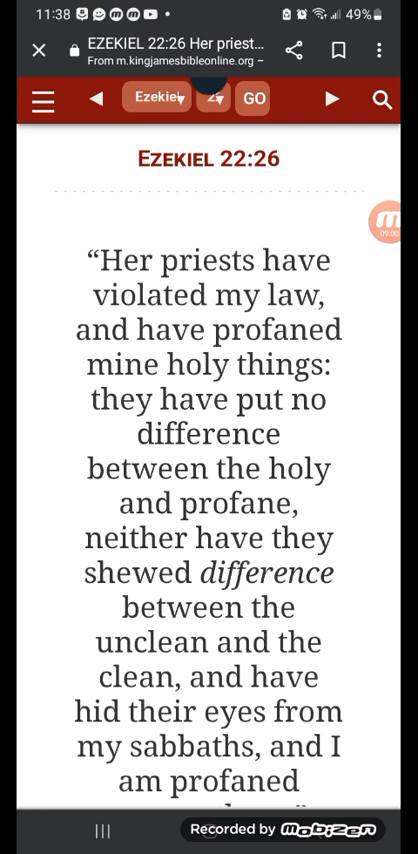 11:38 49%
EZEKIEL 22:26 Her priest...
From m.kingjamesbibleonline.org –
Ezekiel GO
EZEKIEL 22:26
09:00
“Her priests have
violated my law,
and have profaned
mine holy things:
they have put no
difference
between the holy
and profane,
neither have they
shewed difference
between the
unclean and the
clean, and have
hid their eyes from
my sabbaths, and I
am profaned
Recorded by mobizen